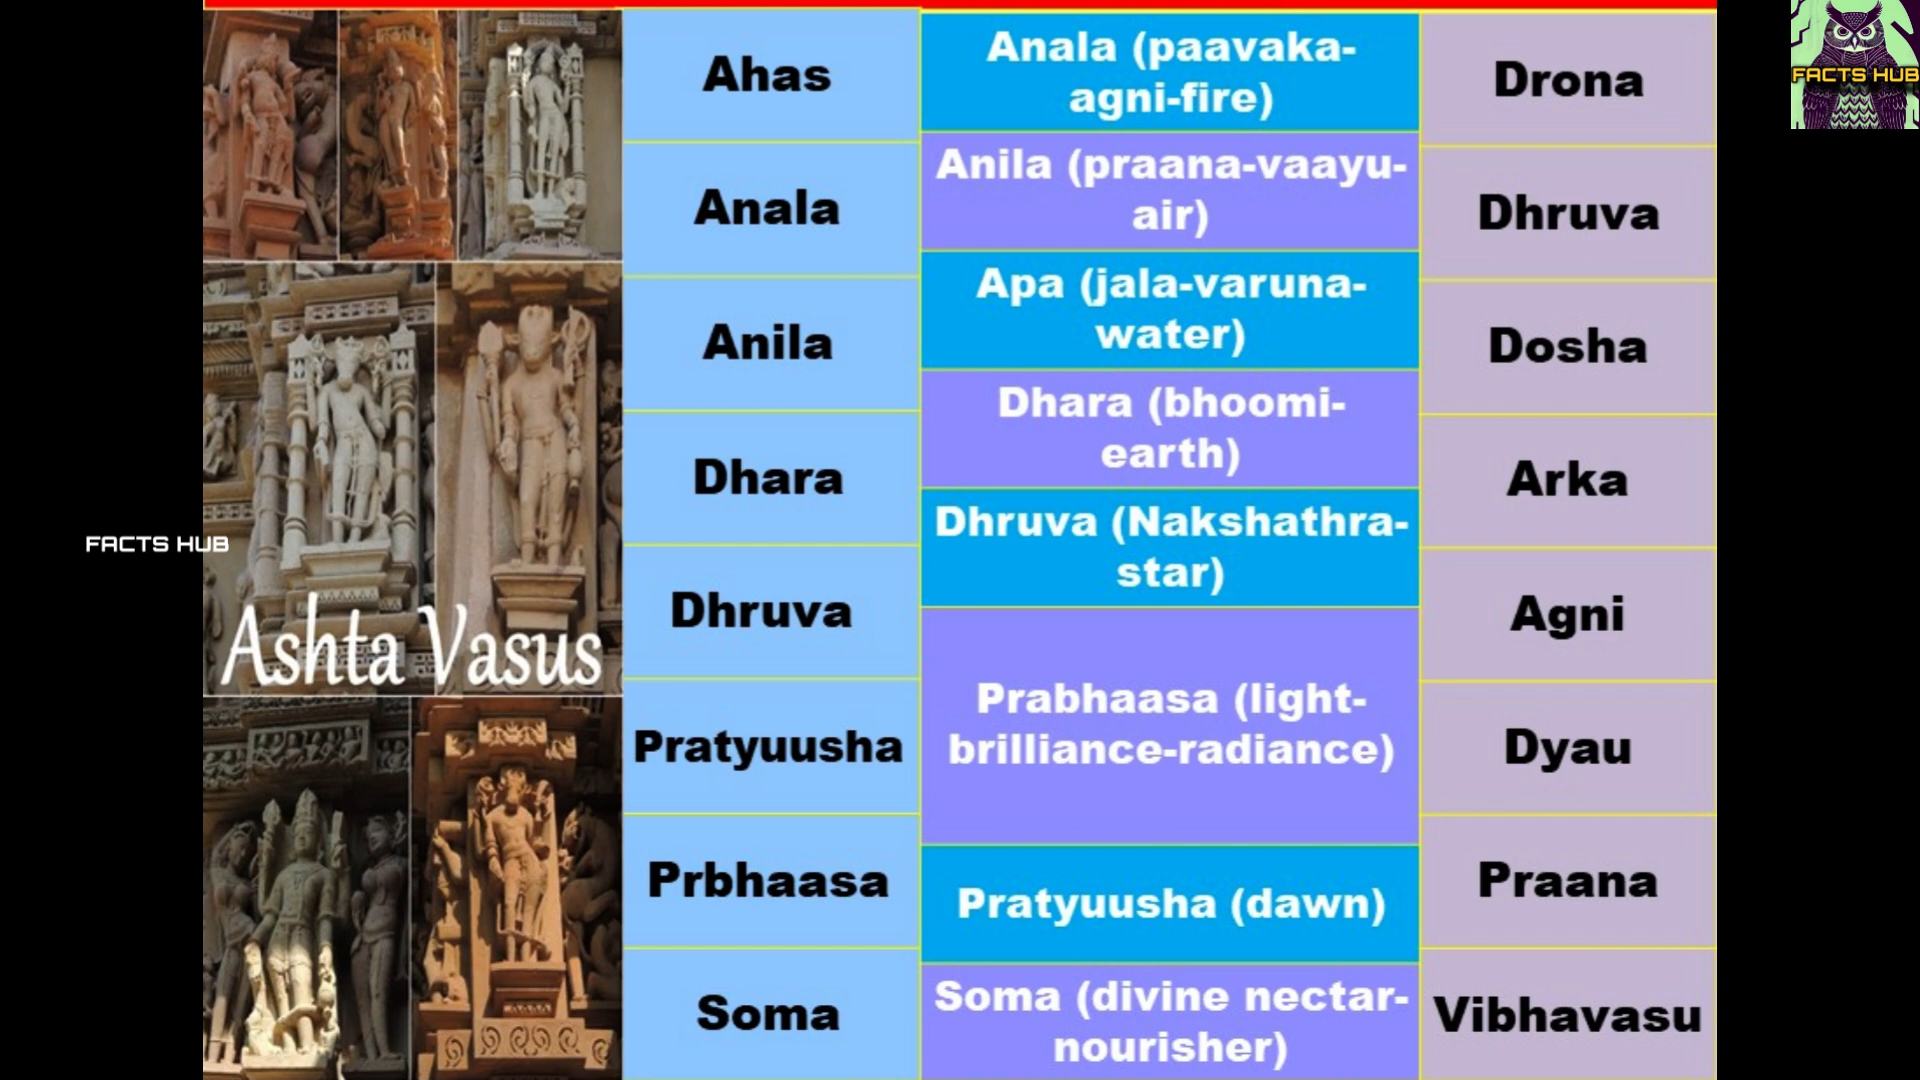 FACTS HUB
Ashta Vasus
FACTS HUB
Ahas
Anala
Anila
Dhara
Dhruva
Pratyuusha
Prbhaasa
Soma
Anala (paavaka-
agni-fire)
Anila (praana-vaayu-
air)
Apa (jala-varuna-
water)
Dhara (bhoomi-
earth)
Dhruva (Nakshathra-
star)
Prabhaasa (light-
brilliance-radiance)
Pratyuusha (dawn)
Soma (divine nectar-
nourisher)
Drona
Dhruva
Dosha
Arka
Agni
Dyau
Praana
Vibhavasu